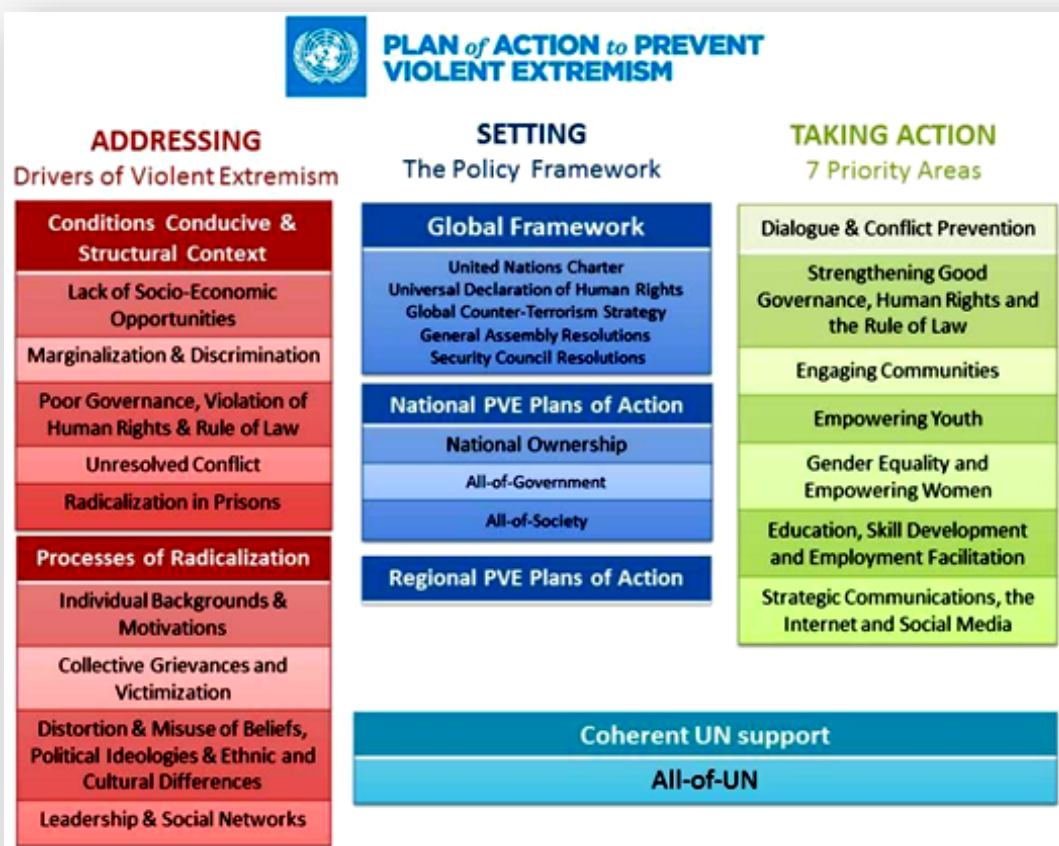 PLAN of ACTION to PREVENT
VIOLENT EXTREMISM
ADDRESSING
Drivers of Violent Extremism
Conditions Conducive &
Structural Context
Lack of Socio-Economic
Opportunities
Marginalization & Discrimination
Poor Governance, Violation of
Human Rights & Rule of Law
Unresolved Conflict
Radicalization in Prisons
Processes of Radicalization
Individual Backgrounds &
Motivations
Collective Grievances and
Victimization
Distortion & Misuse of Beliefs,
Political Ideologies & Ethnic and
Cultural Differences
Leadership & Social Networks
SETTING
The Policy Framework
Global Framework
United Nations Charter
Universal Declaration of Human Rights
Global Counter-Terrorism Strategy
General Assembly Resolutions
Security Council Resolutions
National PVE Plans of Action
National Ownership
All-of-Government
All-of-Society
Regional PVE Plans of Action
TAKING ACTION
7 Priority Areas
Dialogue & Conflict Prevention
Strengthening Good
Governance, Human Rights and
the Rule of Law
Engaging Communities
Empowering Youth
Gender Equality and
Empowering Women
Education, Skill Development
and Employment Facilitation
Strategic Communications, the
Internet and Social Media
Coherent UN support
All-of-UN